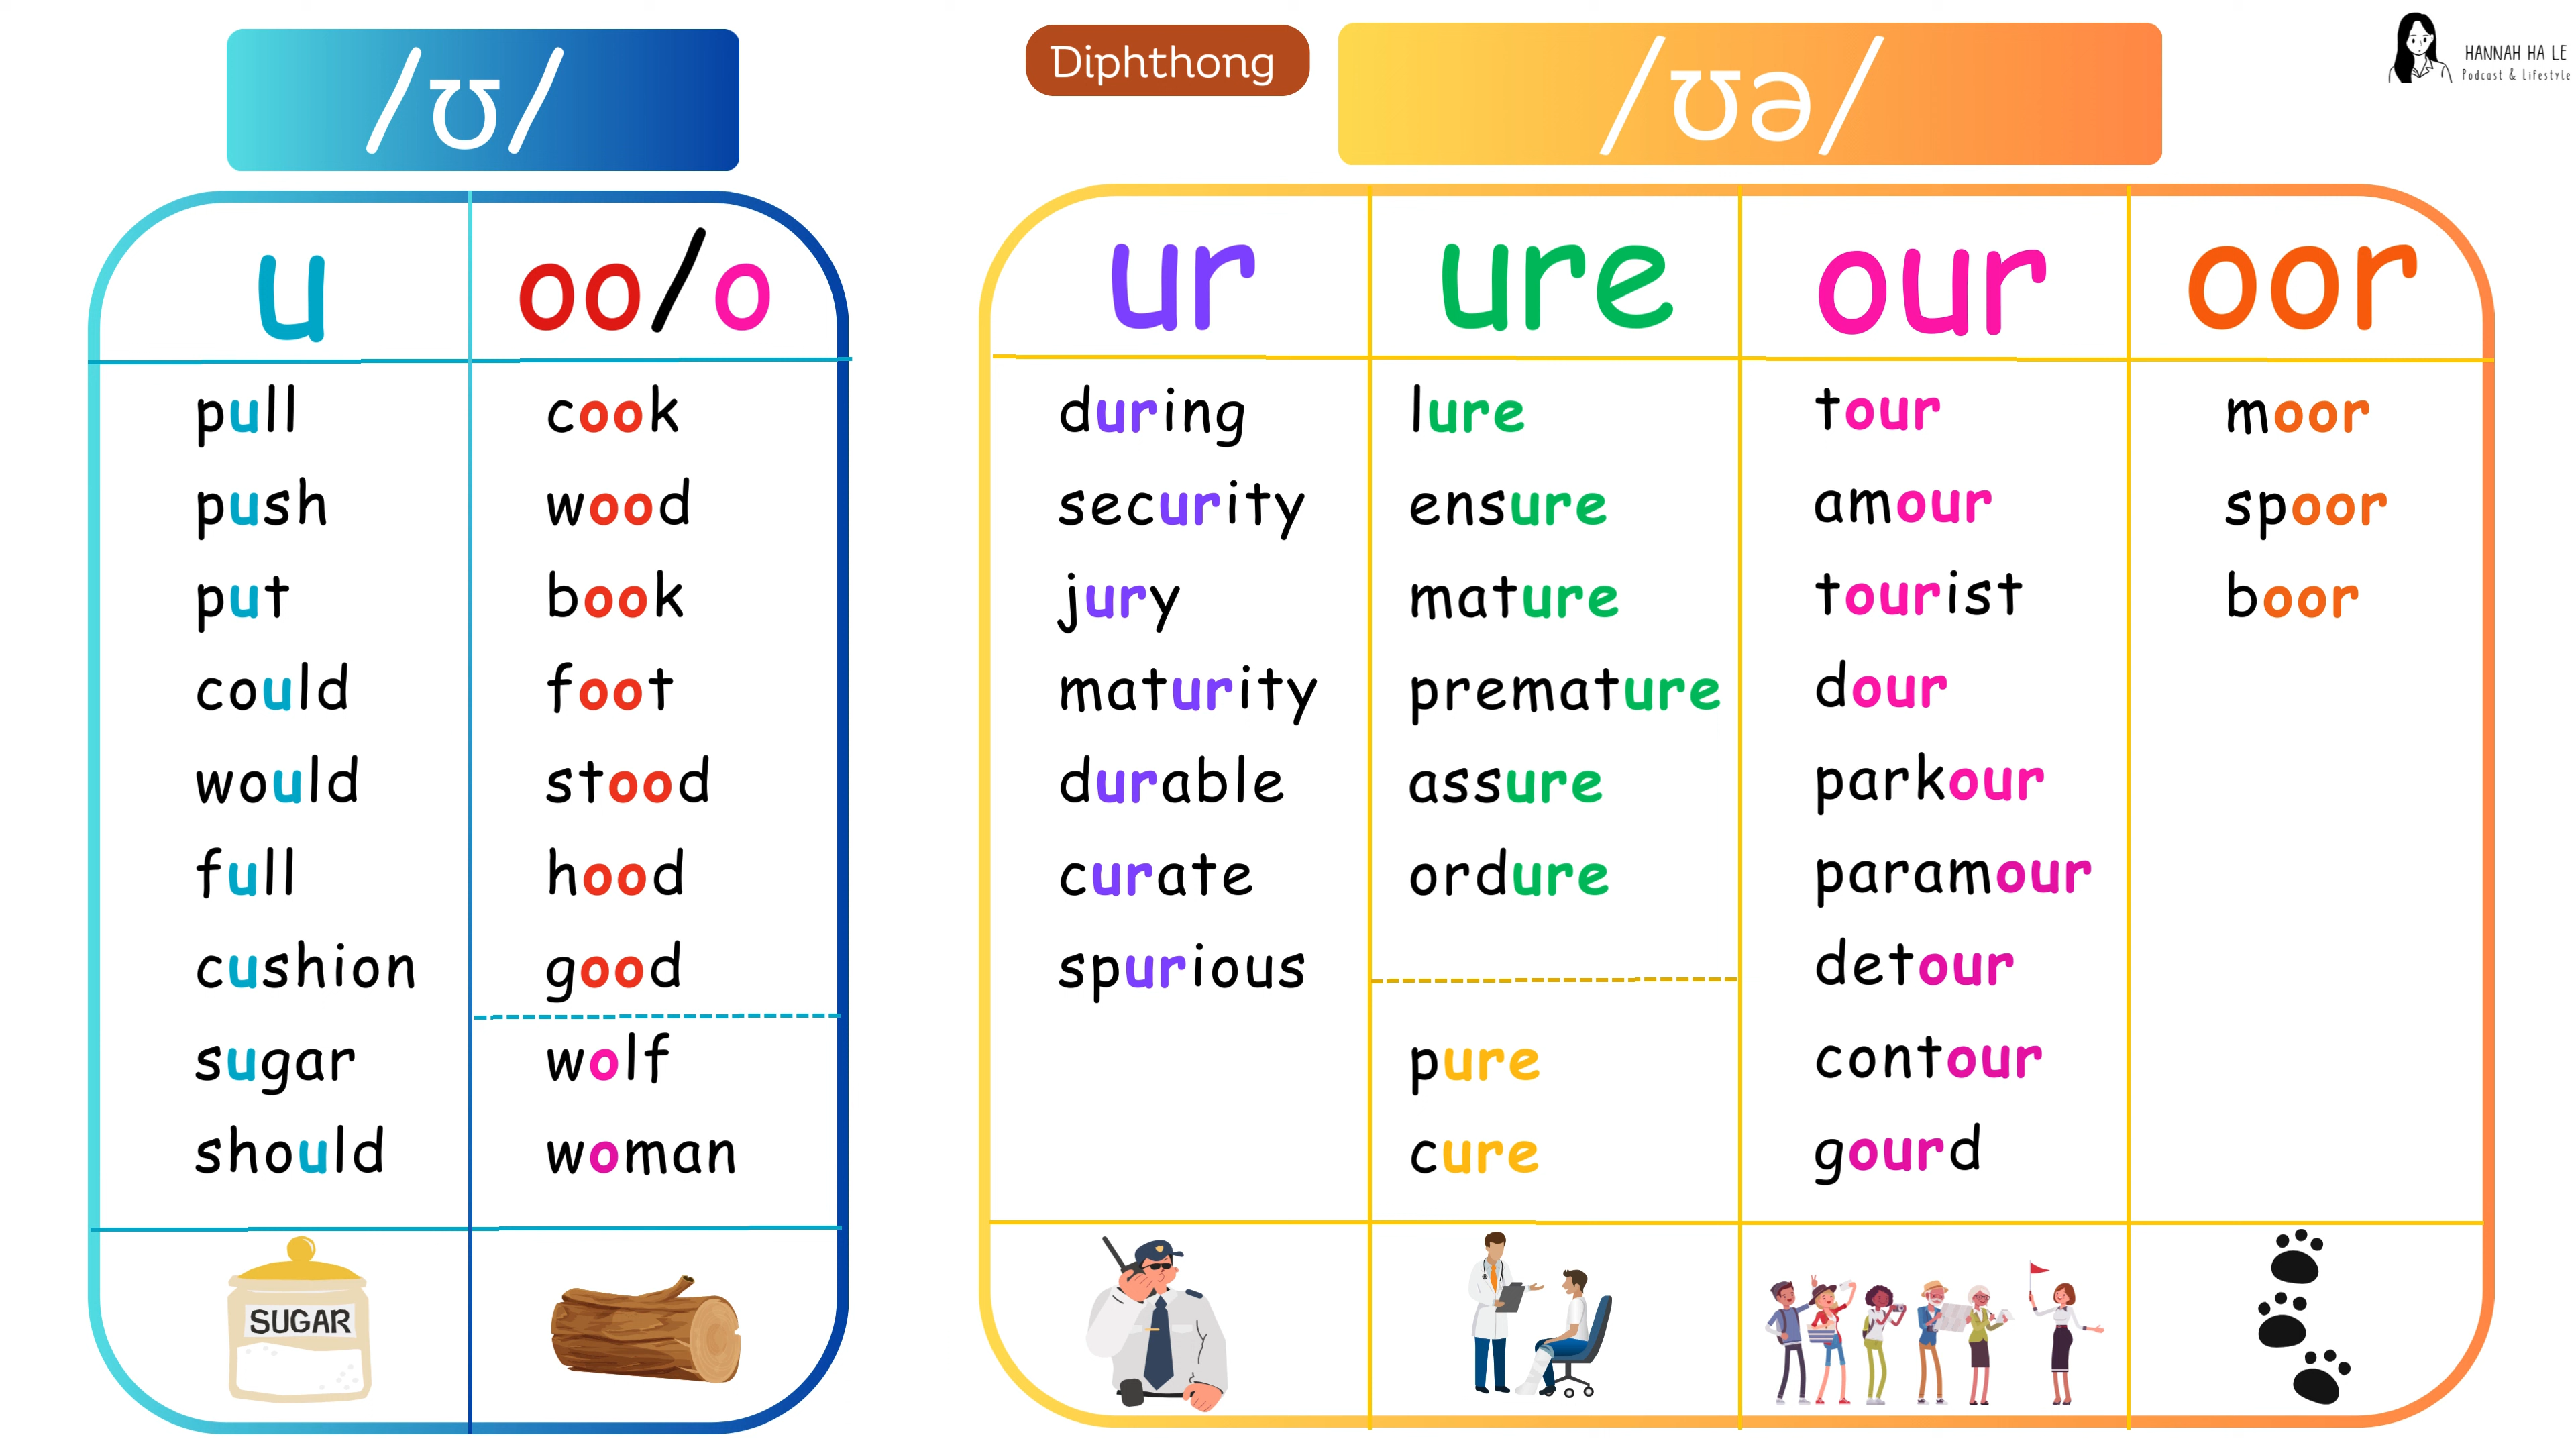 /ʊ/
Diphthong
/ʊə/
HANNAH HA LE
Podcast & Lifestyle
u
oo/o
pull
push
put
could
would
full
cushion
sugar
should
cook
wood
book
foot
stood
hood
good
wolf
woman
SUGAR
ur
ure
our
oor
during
security
jury
maturity
durable
curate
spurious
lure
ensure
mature
premature
assure
ordure
pure
cure
tour
amour
tourist
dour
parkour
paramour
detour
contour
gourd
moor
spoor
boor